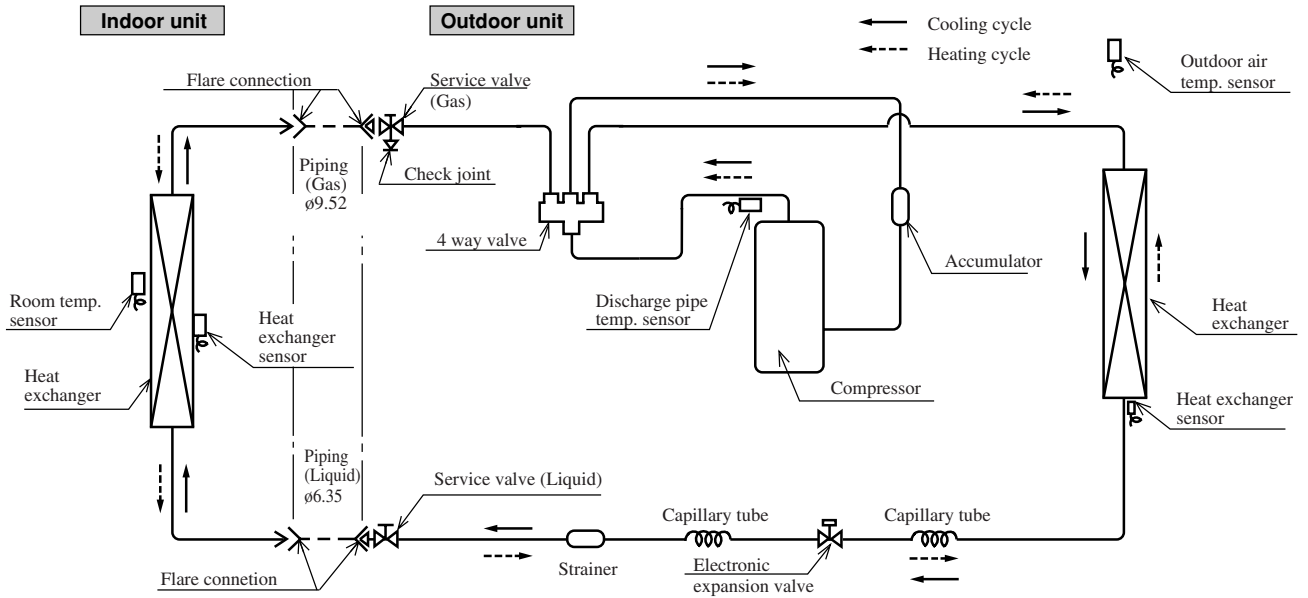 Indoor unit
Outdoor unit
Cooling cycle
Heating cycle
Outdoor air
temp. sensor
Flare connection
Service valve
(Gas)
Check joint
Piping
(Gas)
ø9.52
4 way valve
Accumulator
Discharge pipe
temp. sensor
Room temp.
sensor
Heat
exchanger
sensor
Heat
exchanger
Heat
exchanger
Compressor
Heat exchanger
sensor
Piping
(Liquid)
ø6.35
Service valve (Liquid)
Capillary tube
Capillary tube
Strainer
Electronic
expansion valve
Flare connetion